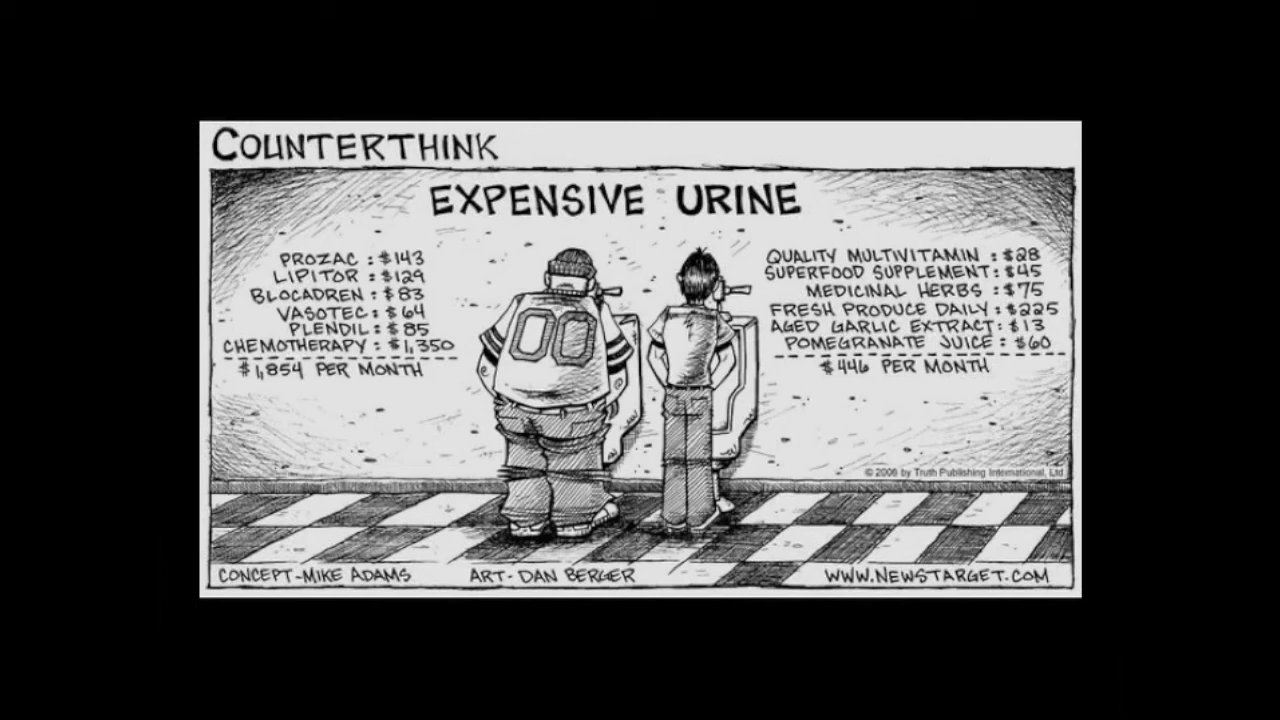 COUNTERTHINK
EXPENSIVE URINE
PROZAC : $143
LIPITOR : $129
BLOCADREN : $83
VASOTEC : $64
PLENDIL : $85
CHEMOTHERAPY : $1,350
$1,854 PER MONTH
QUALITY MULTIVITAMIN : $28
SUPERFOOD SUPPLEMENT : $45
MEDICINAL HERBS : $75
FRESH PRODUCE DAILY : $225
AGED GARLIC EXTRACT : $13
POMEGRANATE JUICE : $60
$446 PER MONTH
00
© 2006 by Truth Publishing International, Ltd
CONCEPT-MIKE ADAMS
ART-DAN BERGER
WWW.NEWSTARGET.COM